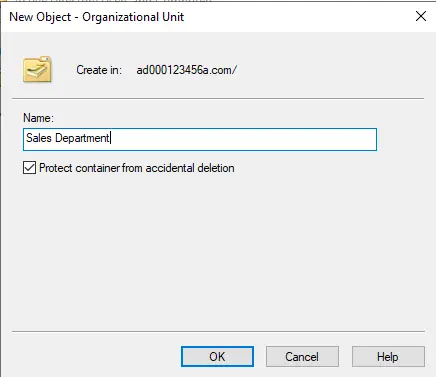 New Object - Organizational Unit
Create in: ad000123456a.com/
Name:
Sales Department
Protect container from accidental deletion
OK Cancel Help